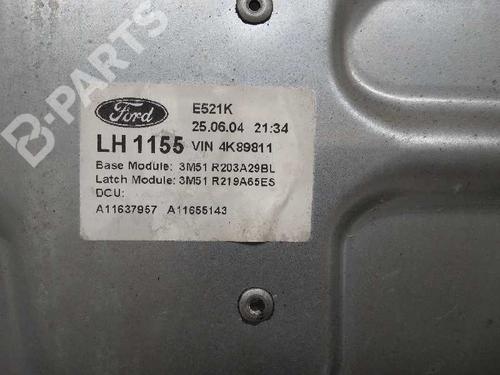 B-PARTS
Ford
E521K
25.06.04 21:34
LH 1155 VIN 4K89811
Base Module: 3M51 R203A29BL
Latch Module: 3M51 R219A65ES
DCU:
A11637957 A11655143